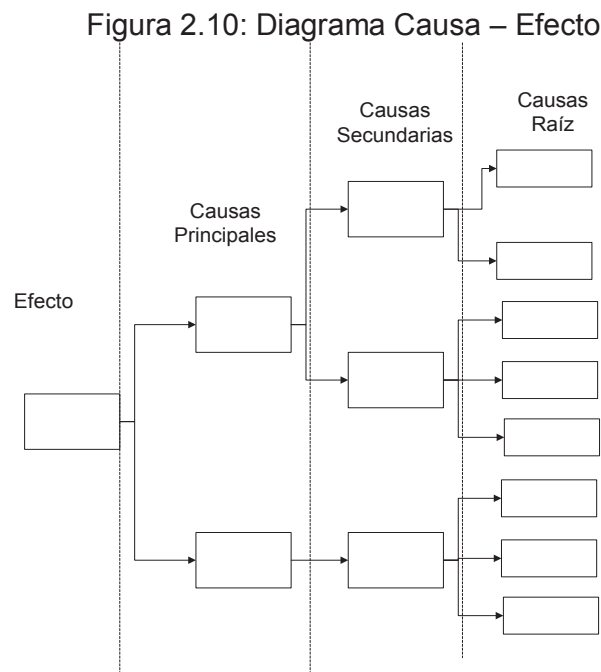 Figura 2.10: Diagrama Causa – Efecto
Efecto
Causas
Principales
Causas
Secundarias
Causas
Raíz